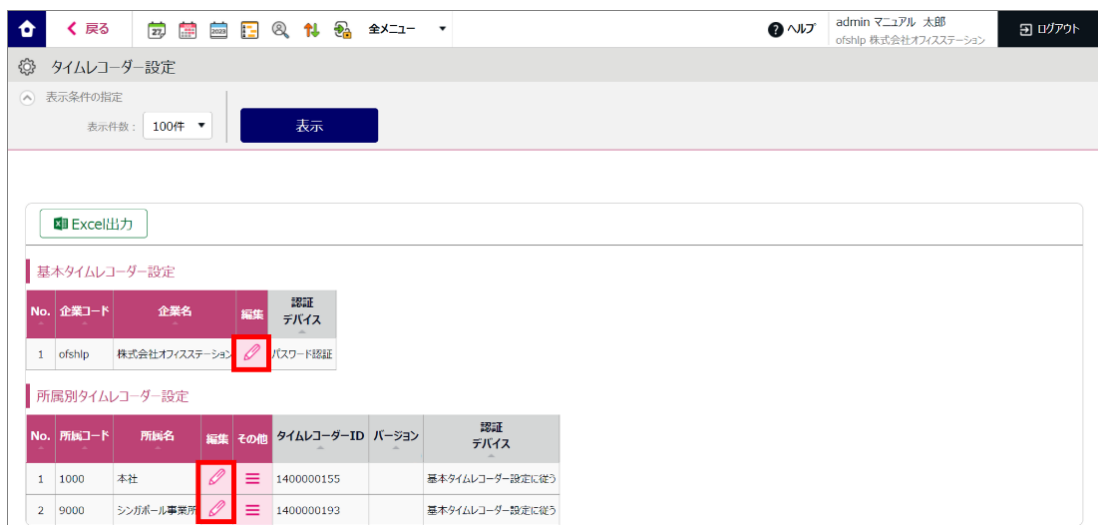 戻る 27 2023 全メニュー ヘルプ admin マニュアル 太郎 ログアウト
ofshlp 株式会社オフィスステーション
タイムレコーダー設定
表示条件の指定
表示件数： 100件 表示
Excel出力
基本タイムレコーダー設定
No. 企業コード 企業名 編集 認証デバイス
1 ofshlp 株式会社オフィスステーション パスワード認証
所属別タイムレコーダー設定
No. 所属コード 所属名 編集 その他 タイムレコーダーID バージョン 認証デバイス
1 1000 本社 1400000155 基本タイムレコーダー設定に従う
2 9000 シンガポール事業所 1400000193 基本タイムレコーダー設定に従う